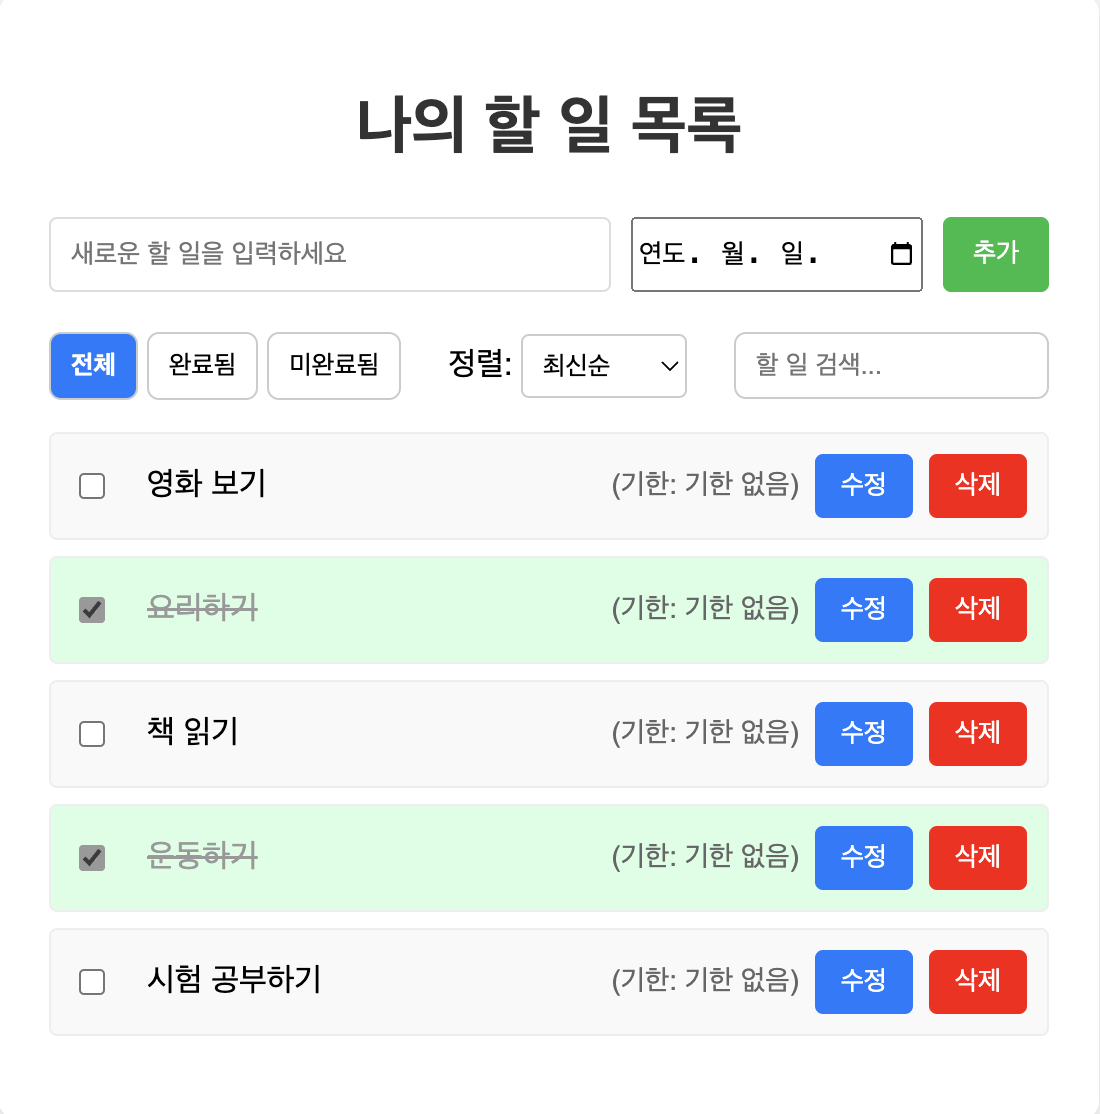 나의 할 일 목록
새로운 할 일을 입력하세요 연도. 월. 일. 추가
전체 완료됨 미완료됨 정렬: 최신순 할 일 검색...
영화 보기 (기한: 기한 없음) 수정 삭제
요리하기 (기한: 기한 없음) 수정 삭제
책 읽기 (기한: 기한 없음) 수정 삭제
운동하기 (기한: 기한 없음) 수정 삭제
시험 공부하기 (기한: 기한 없음) 수정 삭제